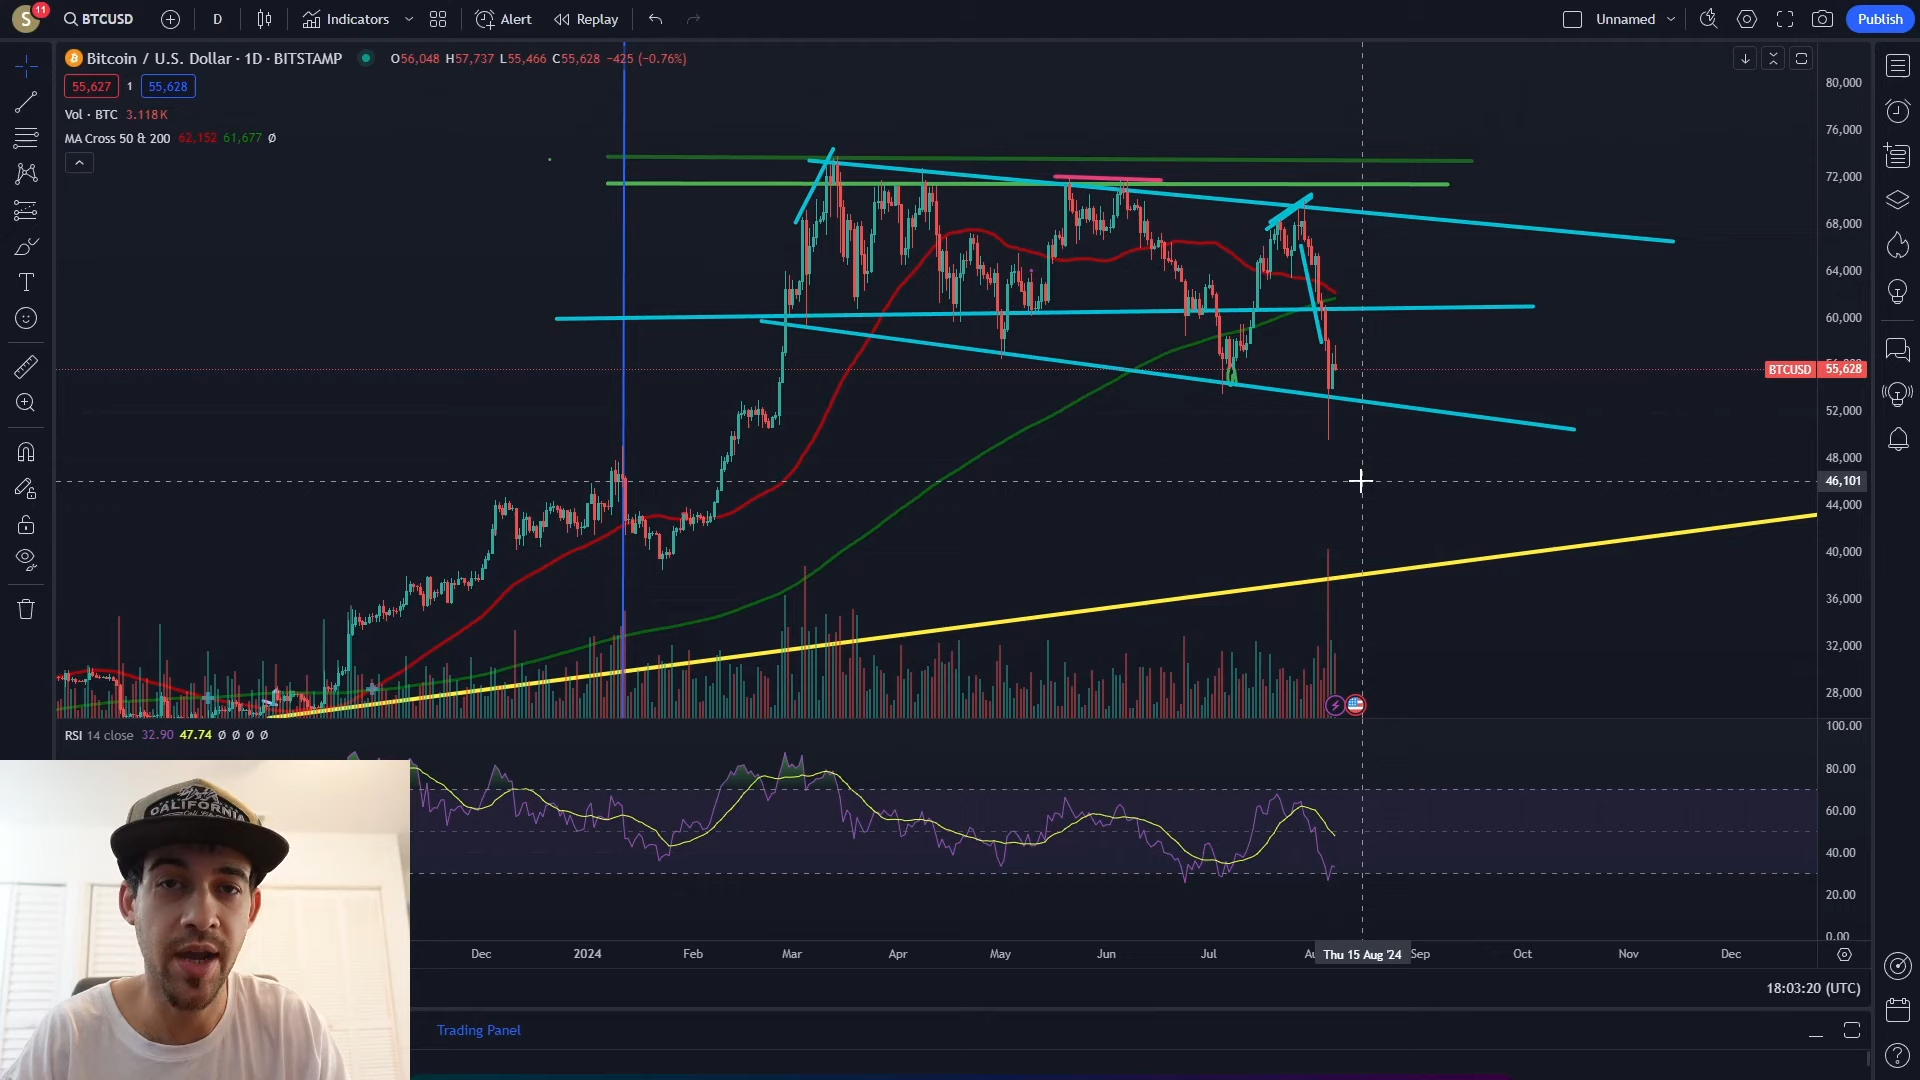 S 11 BTCUSD D Indicators Alert Replay Unnamed Publish
Bitcoin / U.S. Dollar · 1D · BITSTAMP O56,048 H57,737 L55,466 C55,628 −425 (−0.76%)
55,627 1 55,628
Vol · BTC 3.118K
MA Cross 50 & 200 62,152 61,677 Ø
80,000
76,000
72,000
68,000
64,000
60,000
BTCUSD 55,628
52,000
48,000
46,101
44,000
40,000
36,000
32,000
28,000
RSI 14 close 32.90 47.74 Ø Ø Ø Ø
100.00
80.00
60.00
40.00
20.00
0.00
Dec 2024 Feb Mar Apr May Jun Jul Au Thu 15 Aug '24 Sep Oct Nov Dec
18:03:20 (UTC)
Trading Panel
CALIFORNIA